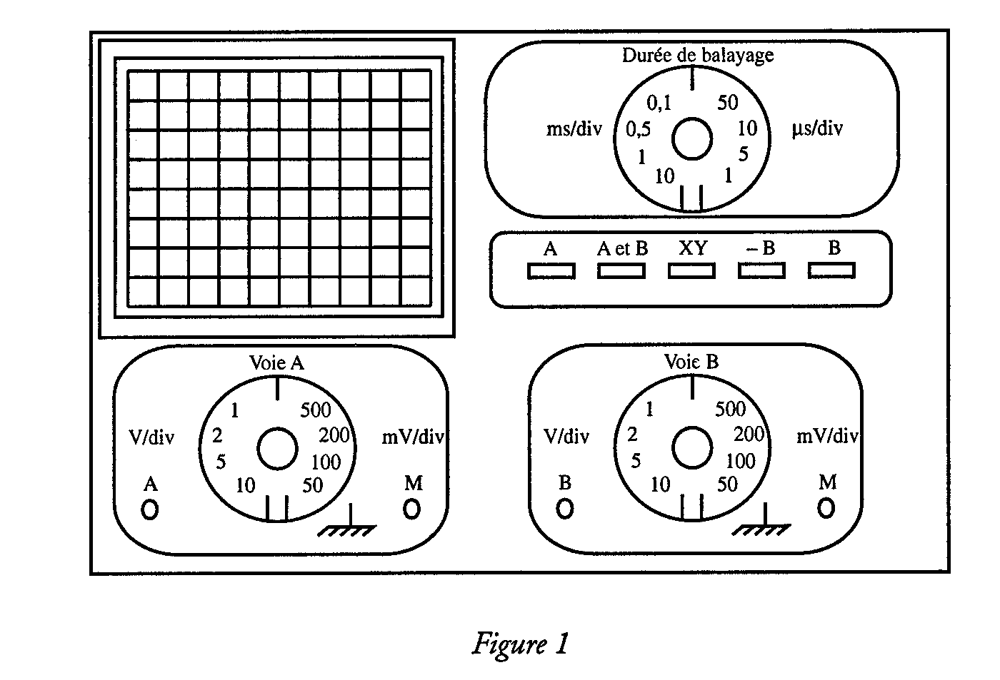 Durée de balayage
0,1 50
ms/div 0,5 10 µs/div
1 5
10 1
A A et B XY – B B
Voie A
1 500
V/div 2 200 mV/div
5 100
A 10 50 M
Voie B
1 500
V/div 2 200 mV/div
5 100
B 10 50 M
Figure 1